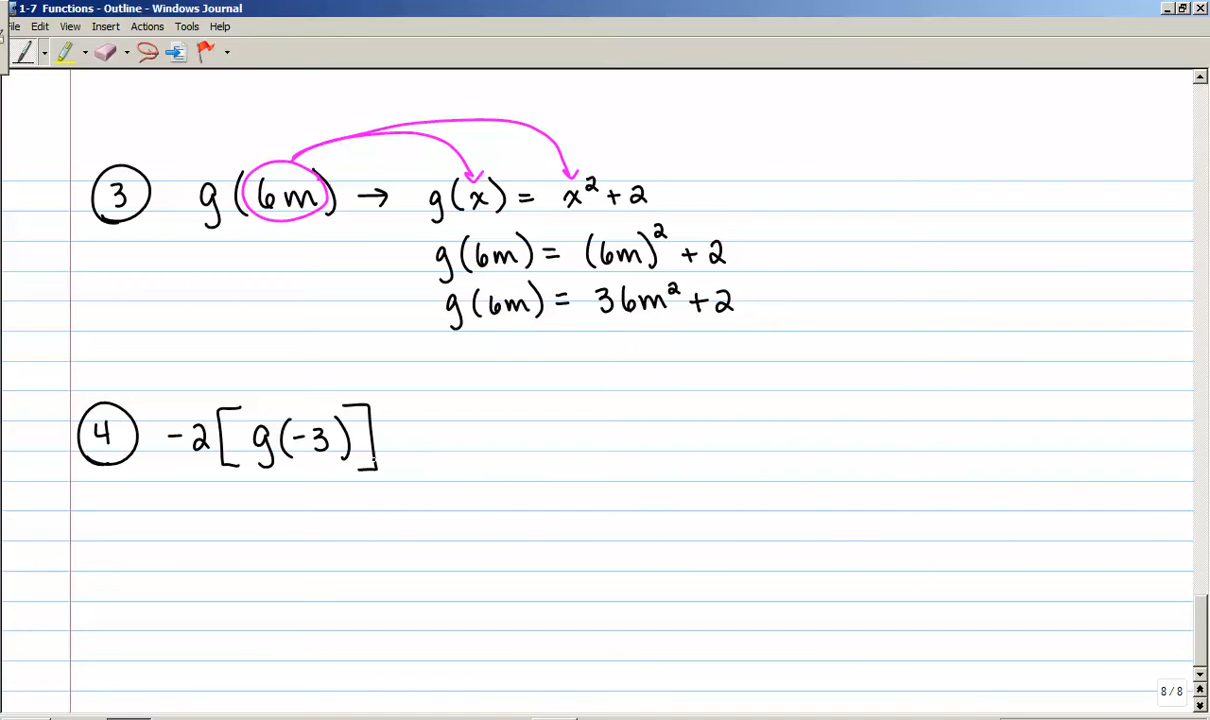 1-7 Functions - Outline - Windows Journal
File Edit View Insert Actions Tools Help
③ g(6m) → g(x) = x² + 2
g(6m) = (6m)² + 2
g(6m) = 36m² + 2
④ -2[g(-3)]
8 / 8